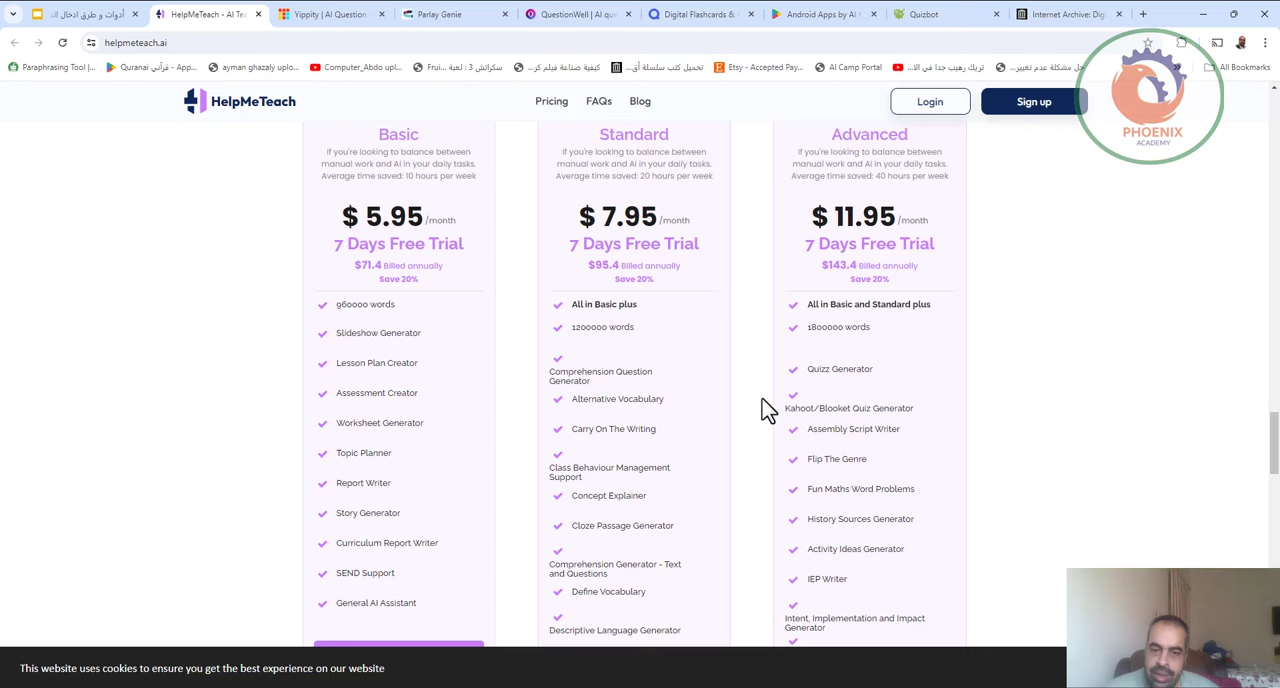 أدوات و طرق ادخال الذ
HelpMeTeach - AI Te
Yippity | AI Question
Parlay Genie
QuestionWell | AI que
Digital Flashcards &
Android Apps by AI M
Quizbot
Internet Archive: Dig
helpmeteach.ai
Paraphrasing Tool |...
Quranai - App... - قرآني
ayman ghazaly uplo...
Computer_Abdo upl...
سكراتش 3 : لعبة...
كيفية صناعة فيلم كر...
تحميل كتب سلسلة أق...
Etsy - Accepted Pay...
AI Camp Portal
تريك رهيب جدا في الا...
حل مشكلة عدم تغيير...
All Bookmarks
HelpMeTeach
Pricing
FAQs
Blog
Login
Sign up
PHOENIX
ACADEMY
Basic
If you're looking to balance between
manual work and AI in your daily tasks.
Average time saved: 10 hours per week
$ 5.95 /month
7 Days Free Trial
$71.4 Billed annually
Save 20%
960000 words
Slideshow Generator
Lesson Plan Creator
Assessment Creator
Worksheet Generator
Topic Planner
Report Writer
Story Generator
Curriculum Report Writer
SEND Support
General AI Assistant
Standard
If you're looking to balance between
manual work and AI in your daily tasks.
Average time saved: 20 hours per week
$ 7.95 /month
7 Days Free Trial
$95.4 Billed annually
Save 20%
All in Basic plus
1200000 words
Comprehension Question
Generator
Alternative Vocabulary
Carry On The Writing
Class Behaviour Management
Support
Concept Explainer
Cloze Passage Generator
Comprehension Generator - Text
and Questions
Define Vocabulary
Descriptive Language Generator
Advanced
If you're looking to balance between
manual work and AI in your daily tasks.
Average time saved: 40 hours per week
$ 11.95 /month
7 Days Free Trial
$143.4 Billed annually
Save 20%
All in Basic and Standard plus
1800000 words
Quizz Generator
Kahoot/Blooket Quiz Generator
Assembly Script Writer
Flip The Genre
Fun Maths Word Problems
History Sources Generator
Activity Ideas Generator
IEP Writer
Intent, Implementation and Impact
Generator
This website uses cookies to ensure you get the best experience on our website